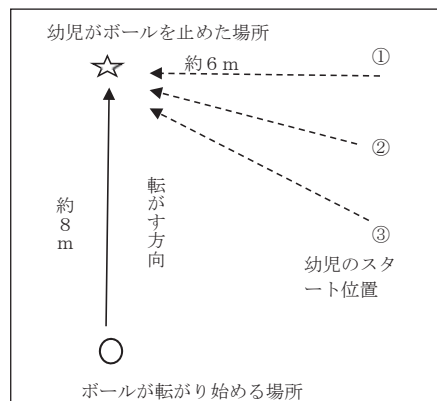 幼児がボールを止めた場所
約６ｍ
①
②
③
約８ｍ
転がす方向
幼児のスタ
ート位置
ボールが転がり始める場所